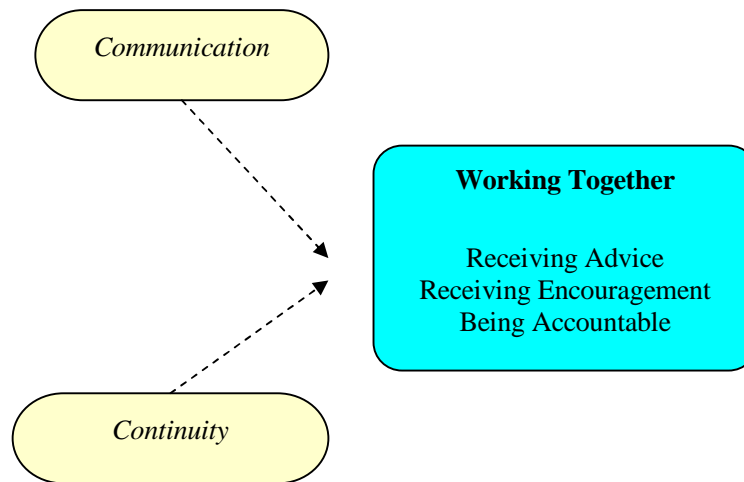 Communication
Working Together
Receiving Advice
Receiving Encouragement
Being Accountable
Continuity